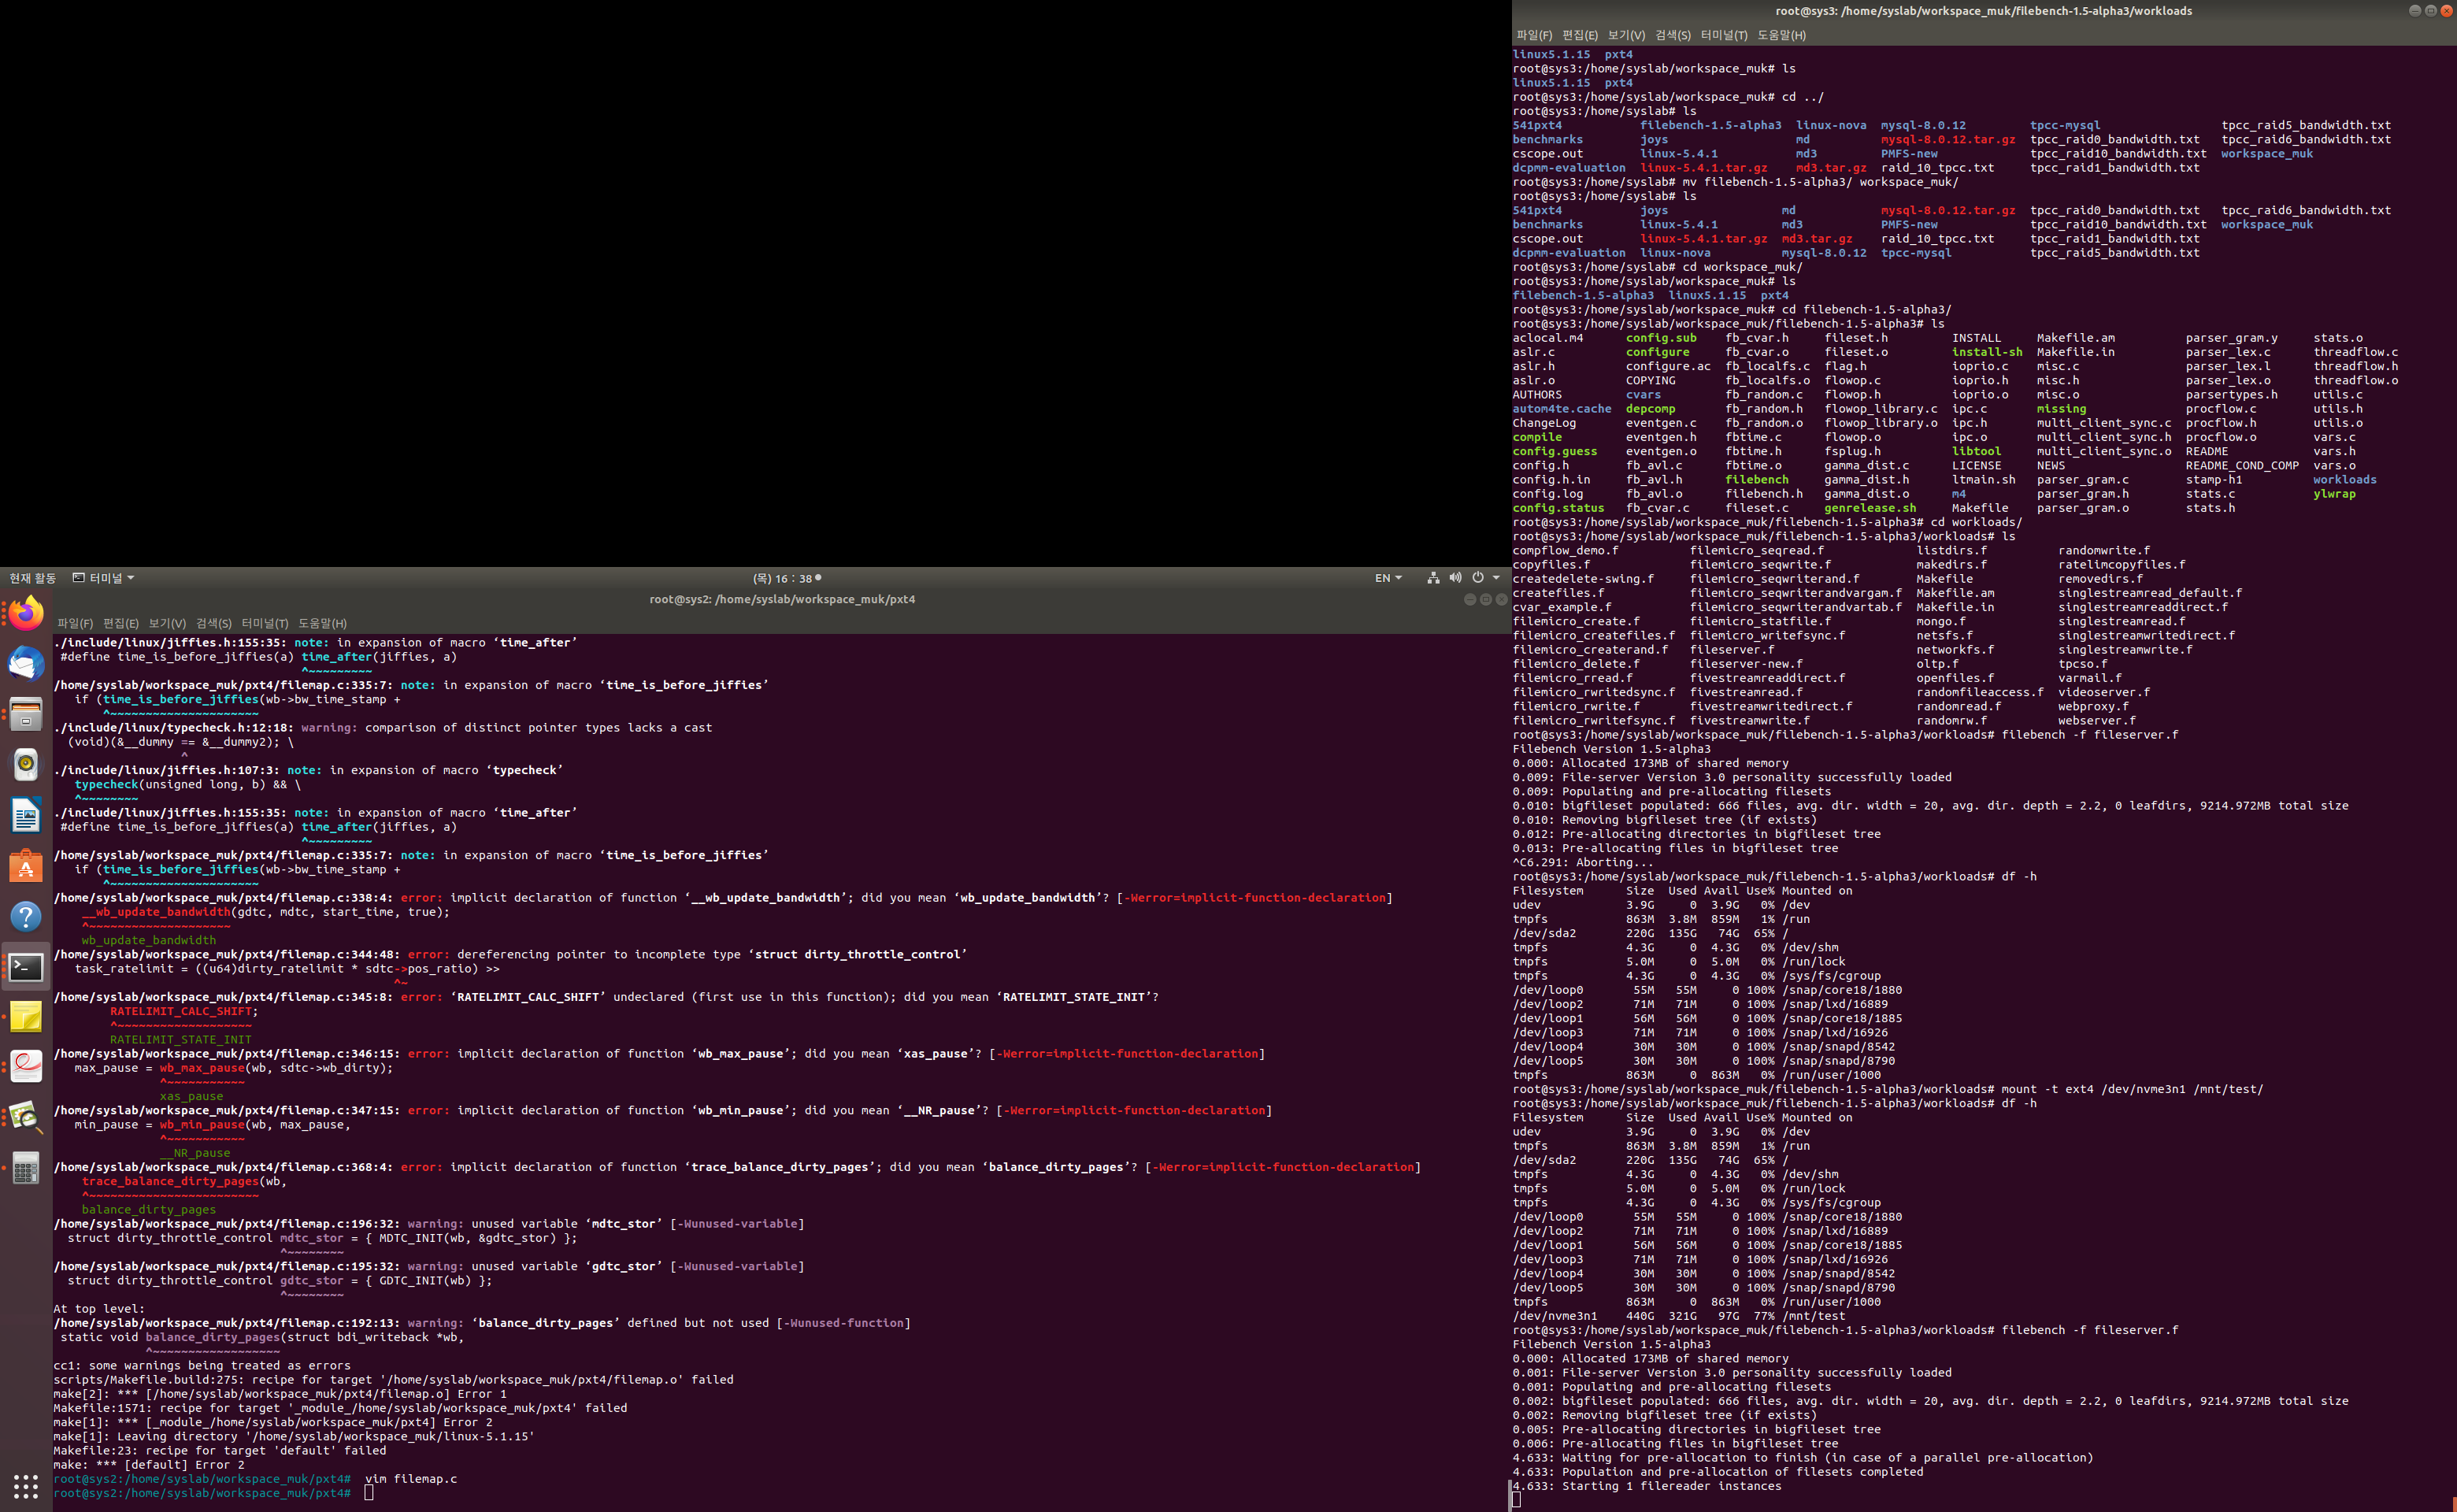 현재 활동 터미널 (목) 16 : 38 EN
root@sys2: /home/syslab/workspace_muk/pxt4
파일(F) 편집(E) 보기(V) 검색(S) 터미널(T) 도움말(H)
./include/linux/jiffies.h:155:35: note: in expansion of macro ‘time_after’
 #define time_is_before_jiffies(a) time_after(jiffies, a)
                                   ^~~~~~~~~~
/home/syslab/workspace_muk/pxt4/filemap.c:335:7: note: in expansion of macro ‘time_is_before_jiffies’
   if (time_is_before_jiffies(wb->bw_time_stamp +
       ^~~~~~~~~~~~~~~~~~~~~~
./include/linux/typecheck.h:12:18: warning: comparison of distinct pointer types lacks a cast
  (void)(&__dummy == &__dummy2); \
                  ^
./include/linux/jiffies.h:107:3: note: in expansion of macro ‘typecheck’
   typecheck(unsigned long, b) && \
   ^~~~~~~~~
./include/linux/jiffies.h:155:35: note: in expansion of macro ‘time_after’
 #define time_is_before_jiffies(a) time_after(jiffies, a)
                                   ^~~~~~~~~~
/home/syslab/workspace_muk/pxt4/filemap.c:335:7: note: in expansion of macro ‘time_is_before_jiffies’
   if (time_is_before_jiffies(wb->bw_time_stamp +
       ^~~~~~~~~~~~~~~~~~~~~~
/home/syslab/workspace_muk/pxt4/filemap.c:338:4: error: implicit declaration of function ‘__wb_update_bandwidth’; did you mean ‘wb_update_bandwidth’? [-Werror=implicit-function-declaration]
    __wb_update_bandwidth(gdtc, mdtc, start_time, true);
    ^~~~~~~~~~~~~~~~~~~~~
    wb_update_bandwidth
/home/syslab/workspace_muk/pxt4/filemap.c:344:48: error: dereferencing pointer to incomplete type ‘struct dirty_throttle_control’
   task_ratelimit = ((u64)dirty_ratelimit * sdtc->pos_ratio) >>
                                                ^~
/home/syslab/workspace_muk/pxt4/filemap.c:345:8: error: ‘RATELIMIT_CALC_SHIFT’ undeclared (first use in this function); did you mean ‘RATELIMIT_STATE_INIT’?
        RATELIMIT_CALC_SHIFT;
        ^~~~~~~~~~~~~~~~~~~~
        RATELIMIT_STATE_INIT
/home/syslab/workspace_muk/pxt4/filemap.c:346:15: error: implicit declaration of function ‘wb_max_pause’; did you mean ‘xas_pause’? [-Werror=implicit-function-declaration]
   max_pause = wb_max_pause(wb, sdtc->wb_dirty);
               ^~~~~~~~~~~~
               xas_pause
/home/syslab/workspace_muk/pxt4/filemap.c:347:15: error: implicit declaration of function ‘wb_min_pause’; did you mean ‘__NR_pause’? [-Werror=implicit-function-declaration]
   min_pause = wb_min_pause(wb, max_pause,
               ^~~~~~~~~~~~
               __NR_pause
/home/syslab/workspace_muk/pxt4/filemap.c:368:4: error: implicit declaration of function ‘trace_balance_dirty_pages’; did you mean ‘balance_dirty_pages’? [-Werror=implicit-function-declaration]
    trace_balance_dirty_pages(wb,
    ^~~~~~~~~~~~~~~~~~~~~~~~~
    balance_dirty_pages
/home/syslab/workspace_muk/pxt4/filemap.c:196:32: warning: unused variable ‘mdtc_stor’ [-Wunused-variable]
  struct dirty_throttle_control mdtc_stor = { MDTC_INIT(wb, &gdtc_stor) };
                                ^~~~~~~~~
/home/syslab/workspace_muk/pxt4/filemap.c:195:32: warning: unused variable ‘gdtc_stor’ [-Wunused-variable]
  struct dirty_throttle_control gdtc_stor = { GDTC_INIT(wb) };
                                ^~~~~~~~~
At top level:
/home/syslab/workspace_muk/pxt4/filemap.c:192:13: warning: ‘balance_dirty_pages’ defined but not used [-Wunused-function]
 static void balance_dirty_pages(struct bdi_writeback *wb,
             ^~~~~~~~~~~~~~~~~~~
cc1: some warnings being treated as errors
scripts/Makefile.build:275: recipe for target '/home/syslab/workspace_muk/pxt4/filemap.o' failed
make[2]: *** [/home/syslab/workspace_muk/pxt4/filemap.o] Error 1
Makefile:1571: recipe for target '_module_/home/syslab/workspace_muk/pxt4' failed
make[1]: *** [_module_/home/syslab/workspace_muk/pxt4] Error 2
make[1]: Leaving directory '/home/syslab/workspace_muk/linux-5.1.15'
Makefile:23: recipe for target 'default' failed
make: *** [default] Error 2
root@sys2:/home/syslab/workspace_muk/pxt4#  vim filemap.c
root@sys2:/home/syslab/workspace_muk/pxt4#
root@sys3: /home/syslab/workspace_muk/filebench-1.5-alpha3/workloads
파일(F) 편집(E) 보기(V) 검색(S) 터미널(T) 도움말(H)
linux5.1.15  pxt4
root@sys3:/home/syslab/workspace_muk# ls
linux5.1.15  pxt4
root@sys3:/home/syslab/workspace_muk# cd ../
root@sys3:/home/syslab# ls
541pxt4           filebench-1.5-alpha3  linux-nova  mysql-8.0.12         tpcc-mysql                 tpcc_raid5_bandwidth.txt
benchmarks        joys                  md          mysql-8.0.12.tar.gz  tpcc_raid0_bandwidth.txt   tpcc_raid6_bandwidth.txt
cscope.out        linux-5.4.1           md3         PMFS-new             tpcc_raid10_bandwidth.txt  workspace_muk
dcpmm-evaluation  linux-5.4.1.tar.gz    md3.tar.gz  raid_10_tpcc.txt     tpcc_raid1_bandwidth.txt
root@sys3:/home/syslab# mv filebench-1.5-alpha3/ workspace_muk/
root@sys3:/home/syslab# ls
541pxt4           joys                md            mysql-8.0.12.tar.gz  tpcc_raid0_bandwidth.txt   tpcc_raid6_bandwidth.txt
benchmarks        linux-5.4.1         md3           PMFS-new             tpcc_raid10_bandwidth.txt  workspace_muk
cscope.out        linux-5.4.1.tar.gz  md3.tar.gz    raid_10_tpcc.txt     tpcc_raid1_bandwidth.txt
dcpmm-evaluation  linux-nova          mysql-8.0.12  tpcc-mysql           tpcc_raid5_bandwidth.txt
root@sys3:/home/syslab# cd workspace_muk/
root@sys3:/home/syslab/workspace_muk# ls
filebench-1.5-alpha3  linux5.1.15  pxt4
root@sys3:/home/syslab/workspace_muk# cd filebench-1.5-alpha3/
root@sys3:/home/syslab/workspace_muk/filebench-1.5-alpha3# ls
aclocal.m4      config.sub    fb_cvar.h     fileset.h         INSTALL     Makefile.am          parser_gram.y     stats.o
aslr.c          configure     fb_cvar.o     fileset.o         install-sh  Makefile.in          parser_lex.c      threadflow.c
aslr.h          configure.ac  fb_localfs.c  flag.h            ioprio.c    misc.c               parser_lex.l      threadflow.h
aslr.o          COPYING       fb_localfs.o  flowop.c          ioprio.h    misc.h               parser_lex.o      threadflow.o
AUTHORS         cvars         fb_random.c   flowop.h          ioprio.o    misc.o               parsertypes.h     utils.c
autom4te.cache  depcomp       fb_random.h   flowop_library.c  ipc.c       missing              procflow.c        utils.h
ChangeLog       eventgen.c    fb_random.o   flowop_library.o  ipc.h       multi_client_sync.c  procflow.h        utils.o
compile         eventgen.h    fbtime.c      flowop.o          ipc.o       multi_client_sync.h  procflow.o        vars.c
config.guess    eventgen.o    fbtime.h      fsplug.h          libtool     multi_client_sync.o  README            vars.h
config.h        fb_avl.c      fbtime.o      gamma_dist.c      LICENSE     NEWS                 README_COND_COMP  vars.o
config.h.in     fb_avl.h      filebench     gamma_dist.h      ltmain.sh   parser_gram.c        stamp-h1          workloads
config.log      fb_avl.o      filebench.h   gamma_dist.o      m4          parser_gram.h        stats.c           ylwrap
config.status   fb_cvar.c     fileset.c     genrelease.sh     Makefile    parser_gram.o        stats.h
root@sys3:/home/syslab/workspace_muk/filebench-1.5-alpha3# cd workloads/
root@sys3:/home/syslab/workspace_muk/filebench-1.5-alpha3/workloads# ls
compflow_demo.f          filemicro_seqread.f             listdirs.f          randomwrite.f
copyfiles.f              filemicro_seqwrite.f            makedirs.f          ratelimcopyfiles.f
createdelete-swing.f     filemicro_seqwriterand.f        Makefile            removedirs.f
createfiles.f            filemicro_seqwriterandvargam.f  Makefile.am         singlestreamread_default.f
cvar_example.f           filemicro_seqwriterandvartab.f  Makefile.in         singlestreamreaddirect.f
filemicro_create.f       filemicro_statfile.f            mongo.f             singlestreamread.f
filemicro_createfiles.f  filemicro_writefsync.f          netsfs.f            singlestreamwritedirect.f
filemicro_createrand.f   fileserver.f                    networkfs.f         singlestreamwrite.f
filemicro_delete.f       fileserver-new.f                oltp.f              tpcso.f
filemicro_rread.f        fivestreamreaddirect.f          openfiles.f         varmail.f
filemicro_rwritedsync.f  fivestreamread.f                randomfileaccess.f  videoserver.f
filemicro_rwrite.f       fivestreamwritedirect.f         randomread.f        webproxy.f
filemicro_rwritefsync.f  fivestreamwrite.f               randomrw.f          webserver.f
root@sys3:/home/syslab/workspace_muk/filebench-1.5-alpha3/workloads# filebench -f fileserver.f
Filebench Version 1.5-alpha3
0.000: Allocated 173MB of shared memory
0.009: File-server Version 3.0 personality successfully loaded
0.009: Populating and pre-allocating filesets
0.010: bigfileset populated: 666 files, avg. dir. width = 20, avg. dir. depth = 2.2, 0 leafdirs, 9214.972MB total size
0.010: Removing bigfileset tree (if exists)
0.012: Pre-allocating directories in bigfileset tree
0.013: Pre-allocating files in bigfileset tree
^C6.291: Aborting...
root@sys3:/home/syslab/workspace_muk/filebench-1.5-alpha3/workloads# df -h
Filesystem      Size  Used Avail Use% Mounted on
udev            3.9G     0  3.9G   0% /dev
tmpfs           863M  3.8M  859M   1% /run
/dev/sda2       220G  135G   74G  65% /
tmpfs           4.3G     0  4.3G   0% /dev/shm
tmpfs           5.0M     0  5.0M   0% /run/lock
tmpfs           4.3G     0  4.3G   0% /sys/fs/cgroup
/dev/loop0       55M   55M     0 100% /snap/core18/1880
/dev/loop2       71M   71M     0 100% /snap/lxd/16889
/dev/loop1       56M   56M     0 100% /snap/core18/1885
/dev/loop3       71M   71M     0 100% /snap/lxd/16926
/dev/loop4       30M   30M     0 100% /snap/snapd/8542
/dev/loop5       30M   30M     0 100% /snap/snapd/8790
tmpfs           863M     0  863M   0% /run/user/1000
root@sys3:/home/syslab/workspace_muk/filebench-1.5-alpha3/workloads# mount -t ext4 /dev/nvme3n1 /mnt/test/
root@sys3:/home/syslab/workspace_muk/filebench-1.5-alpha3/workloads# df -h
Filesystem      Size  Used Avail Use% Mounted on
udev            3.9G     0  3.9G   0% /dev
tmpfs           863M  3.8M  859M   1% /run
/dev/sda2       220G  135G   74G  65% /
tmpfs           4.3G     0  4.3G   0% /dev/shm
tmpfs           5.0M     0  5.0M   0% /run/lock
tmpfs           4.3G     0  4.3G   0% /sys/fs/cgroup
/dev/loop0       55M   55M     0 100% /snap/core18/1880
/dev/loop2       71M   71M     0 100% /snap/lxd/16889
/dev/loop1       56M   56M     0 100% /snap/core18/1885
/dev/loop3       71M   71M     0 100% /snap/lxd/16926
/dev/loop4       30M   30M     0 100% /snap/snapd/8542
/dev/loop5       30M   30M     0 100% /snap/snapd/8790
tmpfs           863M     0  863M   0% /run/user/1000
/dev/nvme3n1    440G  321G   97G  77% /mnt/test
root@sys3:/home/syslab/workspace_muk/filebench-1.5-alpha3/workloads# filebench -f fileserver.f
Filebench Version 1.5-alpha3
0.000: Allocated 173MB of shared memory
0.001: File-server Version 3.0 personality successfully loaded
0.001: Populating and pre-allocating filesets
0.002: bigfileset populated: 666 files, avg. dir. width = 20, avg. dir. depth = 2.2, 0 leafdirs, 9214.972MB total size
0.002: Removing bigfileset tree (if exists)
0.005: Pre-allocating directories in bigfileset tree
0.006: Pre-allocating files in bigfileset tree
4.633: Waiting for pre-allocation to finish (in case of a parallel pre-allocation)
4.633: Population and pre-allocation of filesets completed
4.633: Starting 1 filereader instances